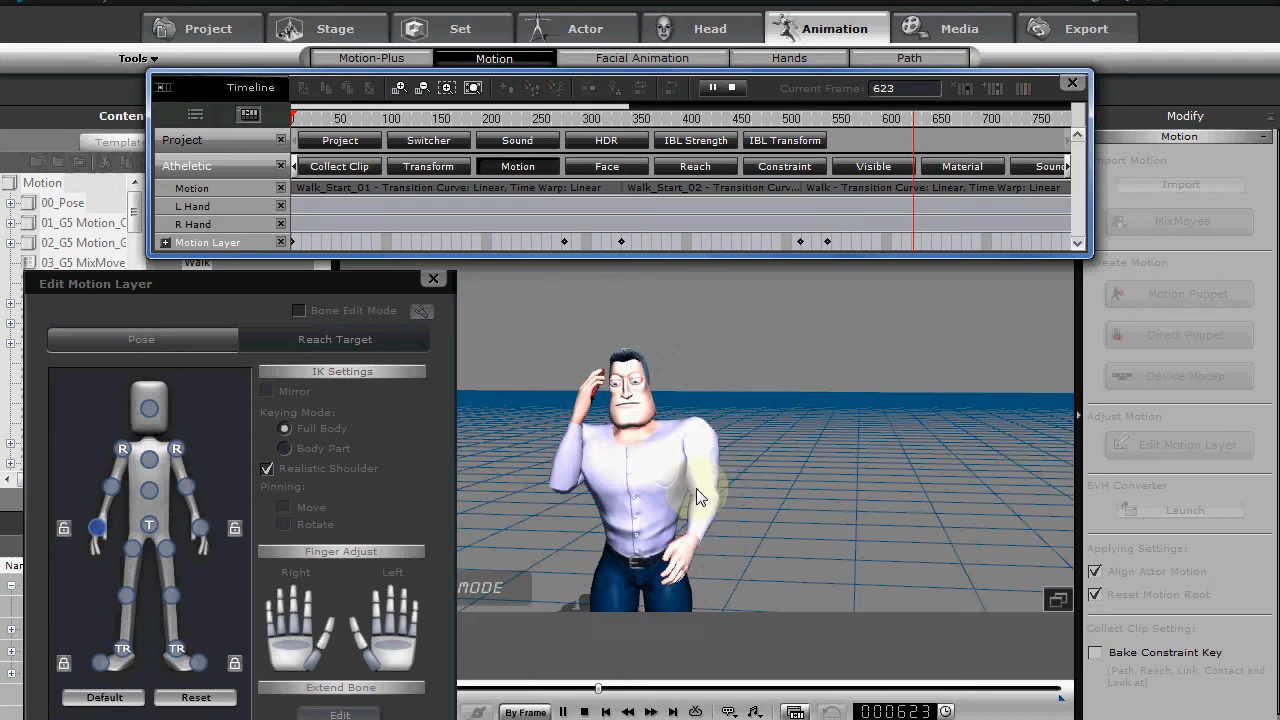 Project Stage Set Actor Head Animation Media Export
Tools Motion-Plus Motion Facial Animation Hands Path
Timeline Current Frame: 623
50 100 150 200 250 300 350 400 450 500 550 600 650 700 750
Conten Modify
Project Project Switcher Sound HDR IBL Strength IBL Transform Motion
Templat
Atheletic Collect Clip Transform Motion Face Reach Constraint Visible Material Soun
Import Motion
Motion Motion Walk_Start_01 - Transition Curve: Linear, Time Warp: Linear Walk_Start_02 - Transition Curv... Walk - Transition Curve: Linear, Time Warp: Linear Import
00_Pose L Hand
01_G5 Motion_C R Hand MixMoves
02_G5 Motion_G Motion Layer
03_G5 MixMove Walk Create Motion
Edit Motion Layer Motion Puppet
Bone Edit Mode
Pose Reach Target Direct Puppet
IK Settings Device Mocap
Mirror
Keying Mode: Adjust Motion
Full Body Edit Motion Layer
R R Body Part
Realistic Shoulder
Pinning: BVH Converter
Move Launch
T Rotate
Finger Adjust Applying Settings:
Nar Right Left Align Actor Motion
MODE Reset Motion Root
Collect Clip Setting:
TR TR Bake Constraint Key
(Path, Reach, Link, Contact and
Look at)
Default Reset Extend Bone
Edit By Frame 000623